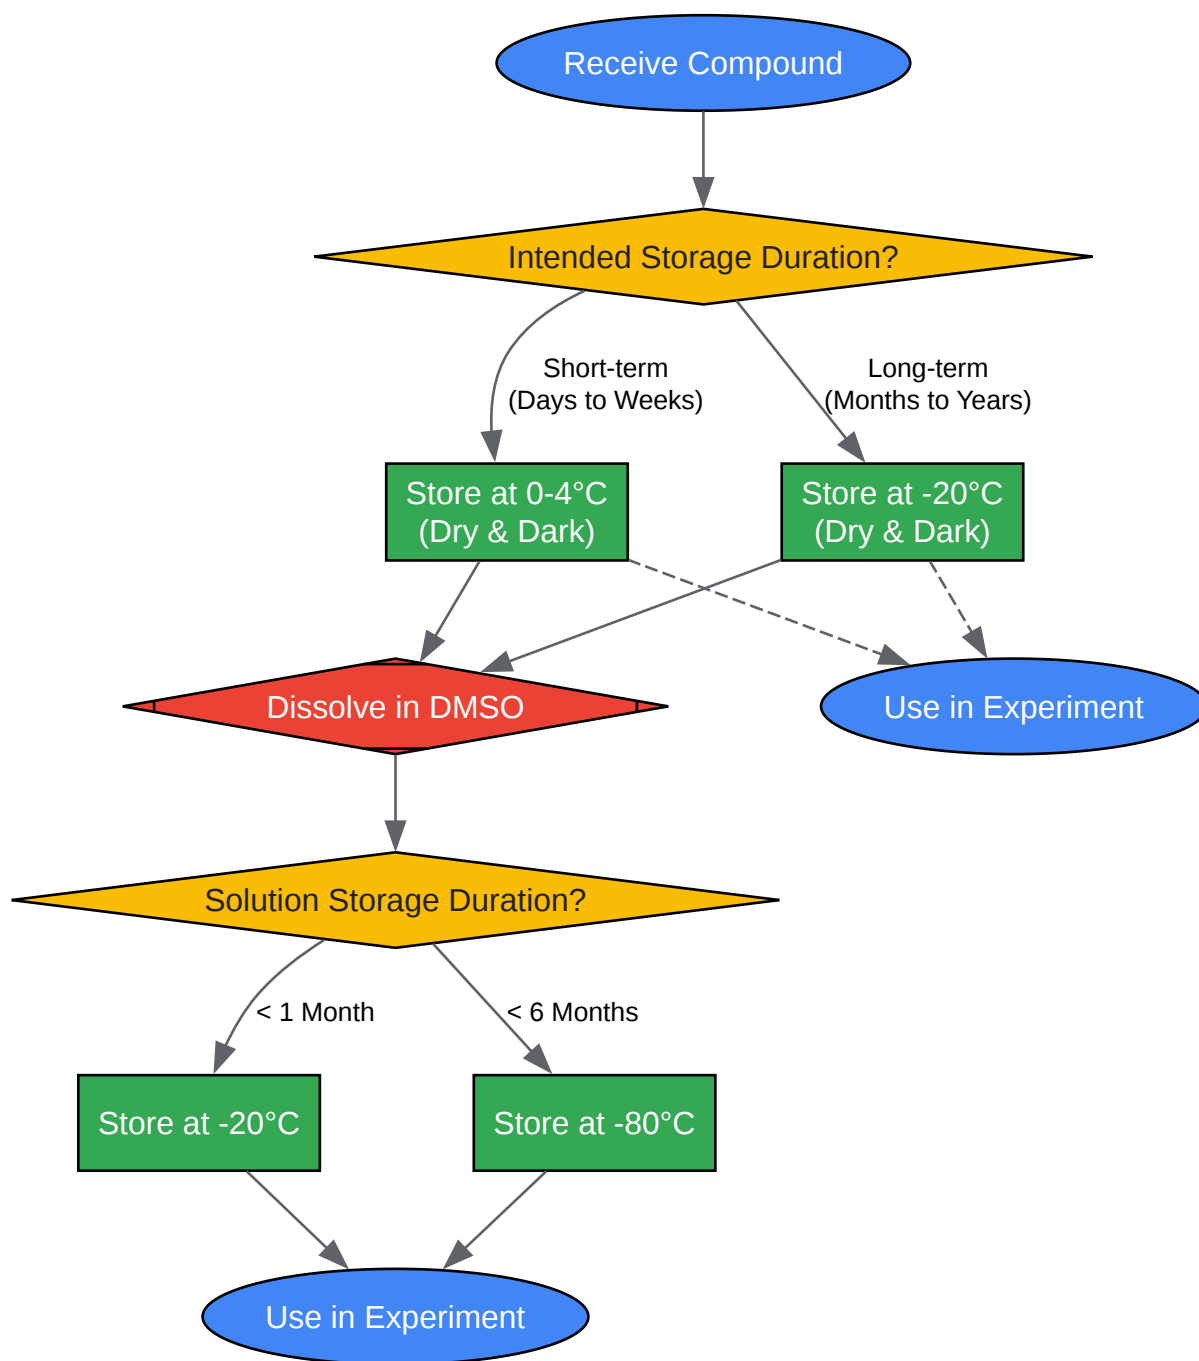 Receive Compound
Intended Storage Duration?
Short-term
(Days to Weeks)
Long-term
(Months to Years)
Store at 0-4°C
(Dry & Dark)
Store at -20°C
(Dry & Dark)
Dissolve in DMSO
Use in Experiment
Solution Storage Duration?
< 1 Month
< 6 Months
Store at -20°C
Store at -80°C
Use in Experiment